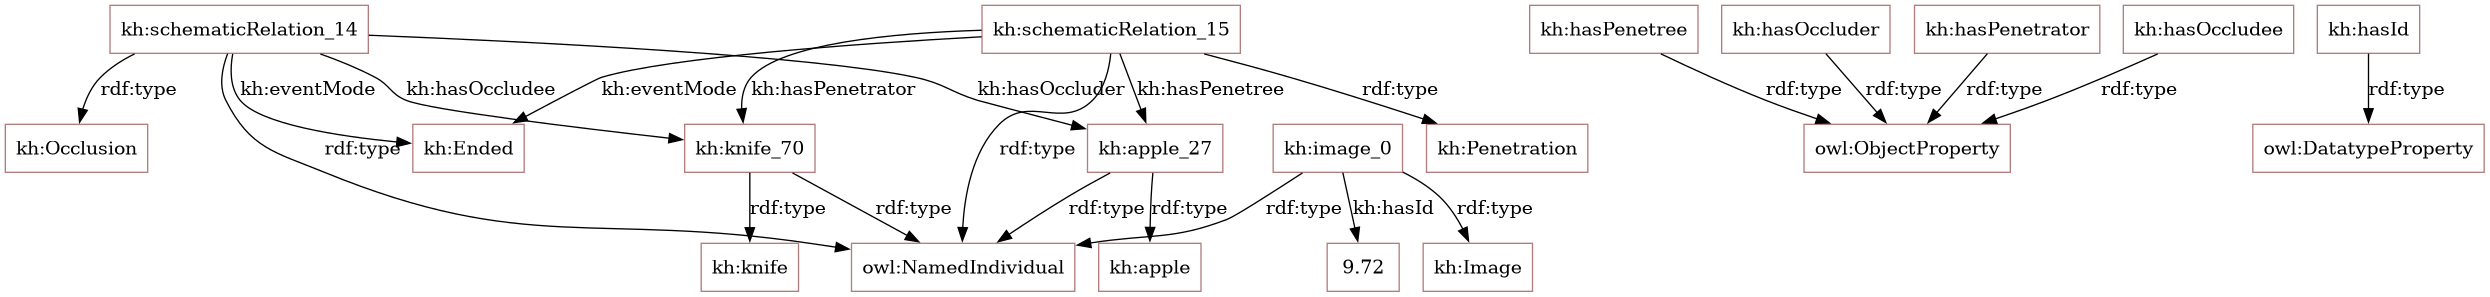 kh:schematicRelation_14
kh:schematicRelation_15
kh:hasPenetree
kh:hasOccluder
kh:hasPenetrator
kh:hasOccludee
kh:hasId
rdf:type
kh:eventMode
kh:hasOccludee
kh:eventMode
kh:hasPenetrator
kh:hasOccluder
kh:hasPenetree
rdf:type
rdf:type
rdf:type
rdf:type
rdf:type
rdf:type
kh:Occlusion
rdf:type
kh:Ended
kh:knife_70
rdf:type
kh:apple_27
kh:image_0
kh:Penetration
owl:ObjectProperty
owl:DatatypeProperty
rdf:type
rdf:type
rdf:type
rdf:type
rdf:type
kh:hasId
rdf:type
kh:knife
owl:NamedIndividual
kh:apple
9.72
kh:Image